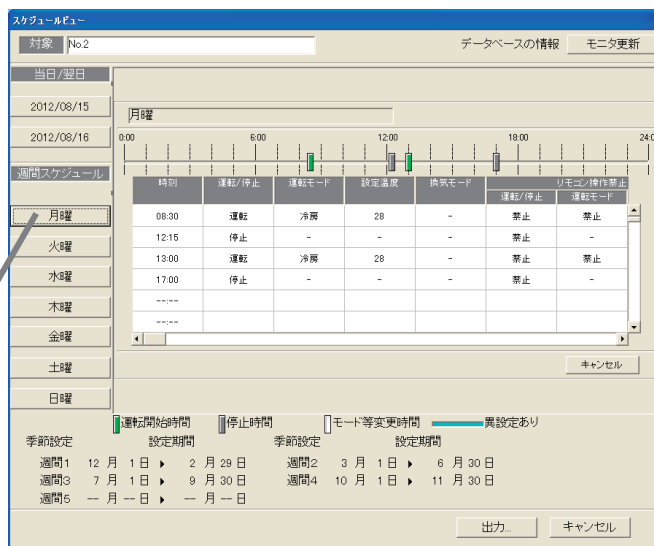 スケジュールビュー
対象 No.2 データベースの情報 モニタ更新
当日/翌日
2012/08/15
2012/08/16
週間スケジュール
月曜
火曜
水曜
木曜
金曜
土曜
日曜
月曜
0:00 6:00 12:00 18:00 24:0
時刻 運転/停止 運転モード 設定温度 換気モード リモコン操作禁止
運転/停止 運転モード
08:30 運転 冷房 28 - 禁止 禁止
12:15 停止 - - - 禁止 -
13:00 運転 冷房 28 - 禁止 禁止
17:00 停止 - - - 禁止 -
--:--
--:--
キャンセル
運転開始時間 停止時間 モード等変更時間 異設定あり
季節設定 設定期間 季節設定 設定期間
週間1 12 月 1 日 ▶ 2 月 29 日 週間2 3 月 1 日 ▶ 6 月 30 日
週間3 7 月 1 日 ▶ 9 月 30 日 週間4 10 月 1 日 ▶ 11 月 30 日
週間5 -- 月 -- 日 ▶ -- 月 -- 日
出力... キャンセル